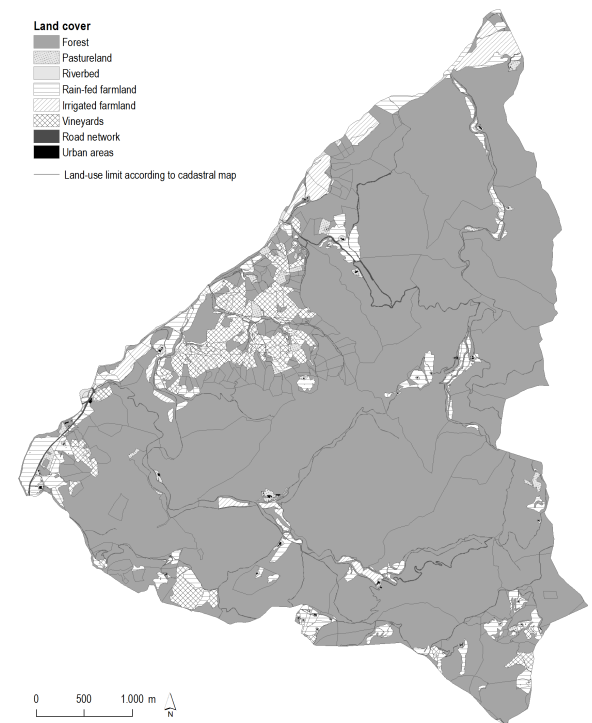 Land cover
Forest
Pastureland
Riverbed
Rain-fed farmland
Irrigated farmland
Vineyards
Road network
Urban areas
Land-use limit according to cadastral map
0 500 1.000 m
N